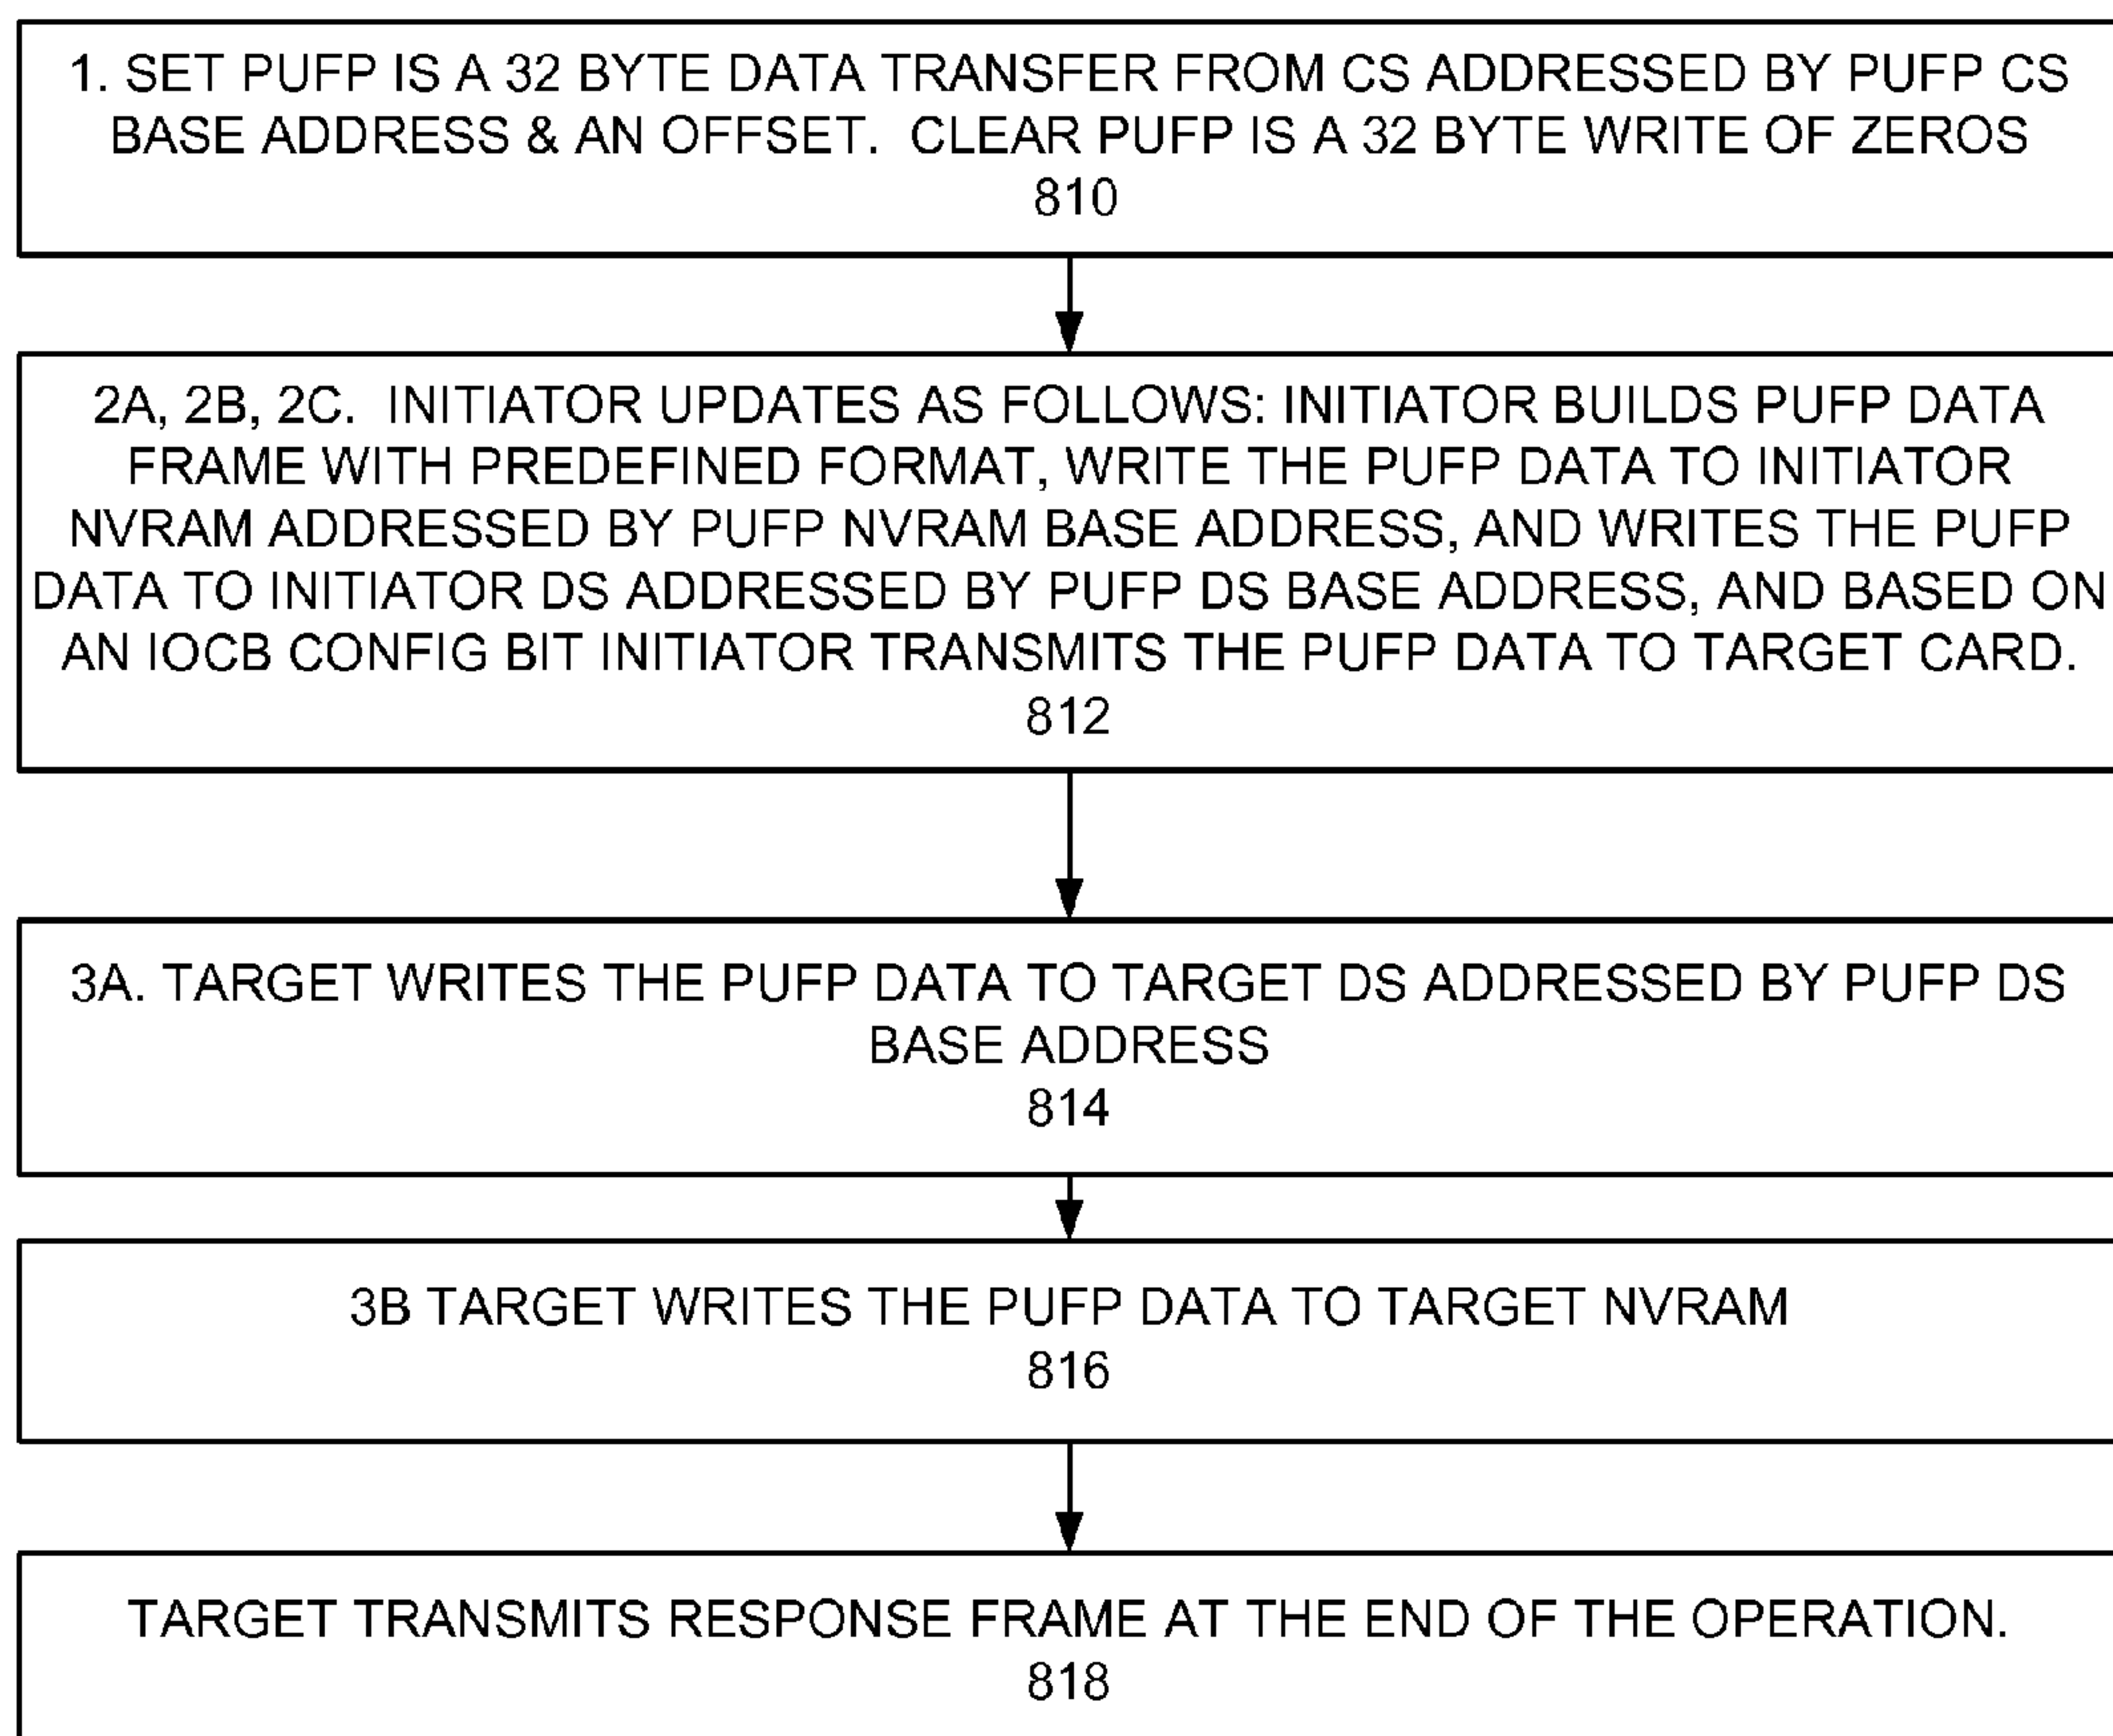 1. SET PUFP IS A 32 BYTE DATA TRANSFER FROM CS ADDRESSED BY PUFP CS
BASE ADDRESS & AN OFFSET. CLEAR PUFP IS A 32 BYTE WRITE OF ZEROS
810
2A, 2B, 2C. INITIATOR UPDATES AS FOLLOWS: INITIATOR BUILDS PUFP DATA
FRAME WITH PREDEFINED FORMAT, WRITE THE PUFP DATA TO INITIATOR
NVRAM ADDRESSED BY PUFP NVRAM BASE ADDRESS, AND WRITES THE PUFP
DATA TO INITIATOR DS ADDRESSED BY PUFP DS BASE ADDRESS, AND BASED ON
AN IOCB CONFIG BIT INITIATOR TRANSMITS THE PUFP DATA TO TARGET CARD.
812
3A. TARGET WRITES THE PUFP DATA TO TARGET DS ADDRESSED BY PUFP DS
BASE ADDRESS
814
3B TARGET WRITES THE PUFP DATA TO TARGET NVRAM
816
TARGET TRANSMITS RESPONSE FRAME AT THE END OF THE OPERATION.
818